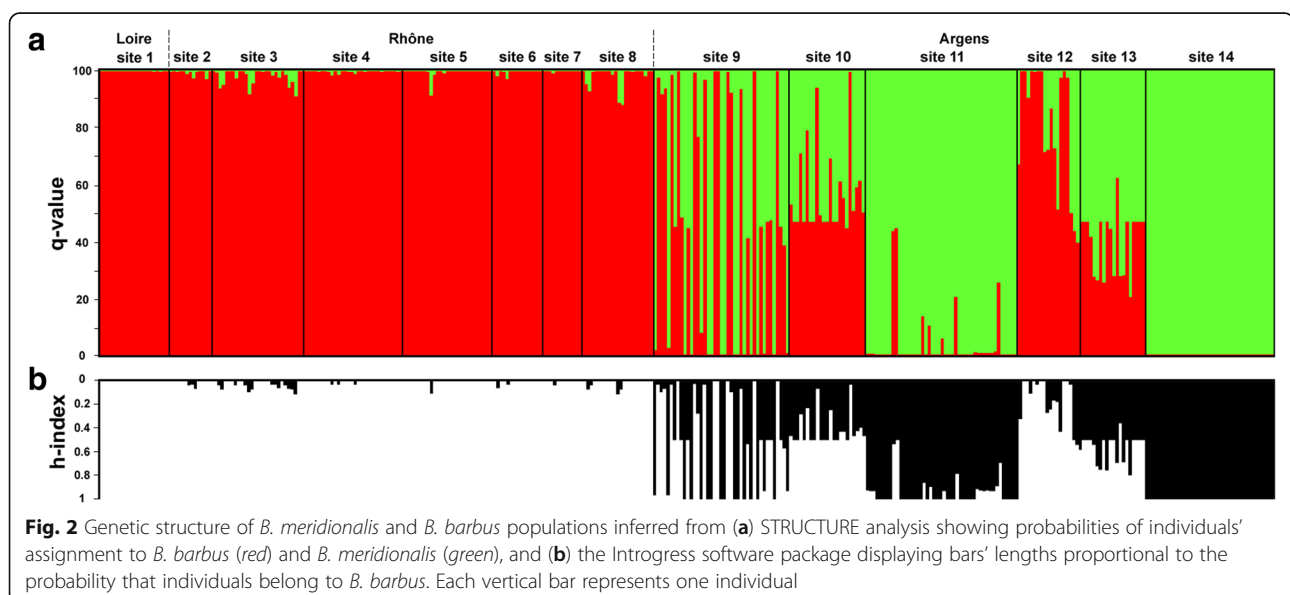 a
Loire Rhône Argens
site 1 site 2 site 3 site 4 site 5 site 6 site 7 site 8 site 9 site 10 site 11 site 12 site 13 site 14
100
80
60
40
20
0
q-value
b
0
0.2
0.4
0.6
0.8
1
h-index
Fig. 2 Genetic structure of B. meridionalis and B. barbus populations inferred from (a) STRUCTURE analysis showing probabilities of individuals’
assignment to B. barbus (red) and B. meridionalis (green), and (b) the Introgress software package displaying bars’ lengths proportional to the
probability that individuals belong to B. barbus. Each vertical bar represents one individual